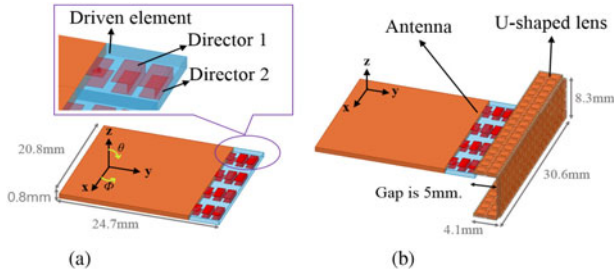 Driven element
Director 1
Director 2
z
θ
y
x
Φ
20.8mm
0.8mm
24.7mm
(a)
Antenna
U-shaped lens
z
y
x
8.3mm
30.6mm
Gap is 5mm.
4.1mm
(b)